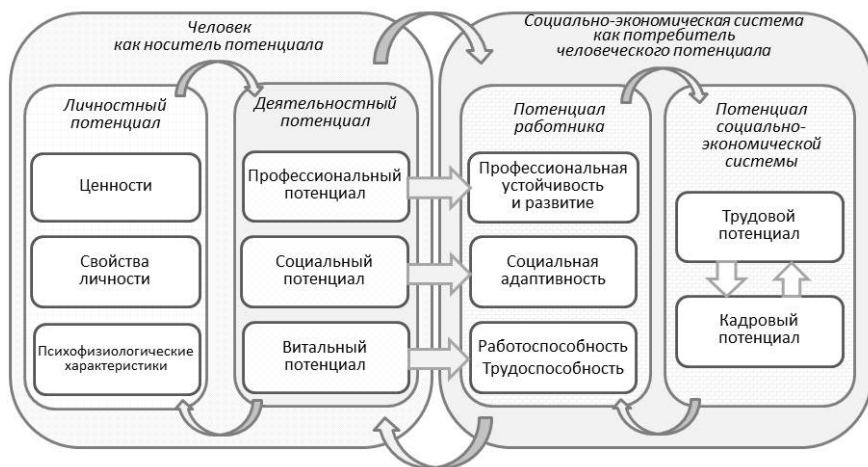 Человек
как носитель потенциала
Личностный
потенциал
Ценности
Свойства
личности
Психофизиологические
характеристики
Деятельностный
потенциал
Профессиональный
потенциал
Социальный
потенциал
Витальный
потенциал
Социально-экономическая система
как потребитель
человеческого потенциала
Потенциал
работника
Профессиональная
устойчивость
и развитие
Социальная
адаптивность
Работоспособность
Трудоспособность
Потенциал
социально-
экономической
системы
Трудовой
потенциал
Кадровый
потенциал